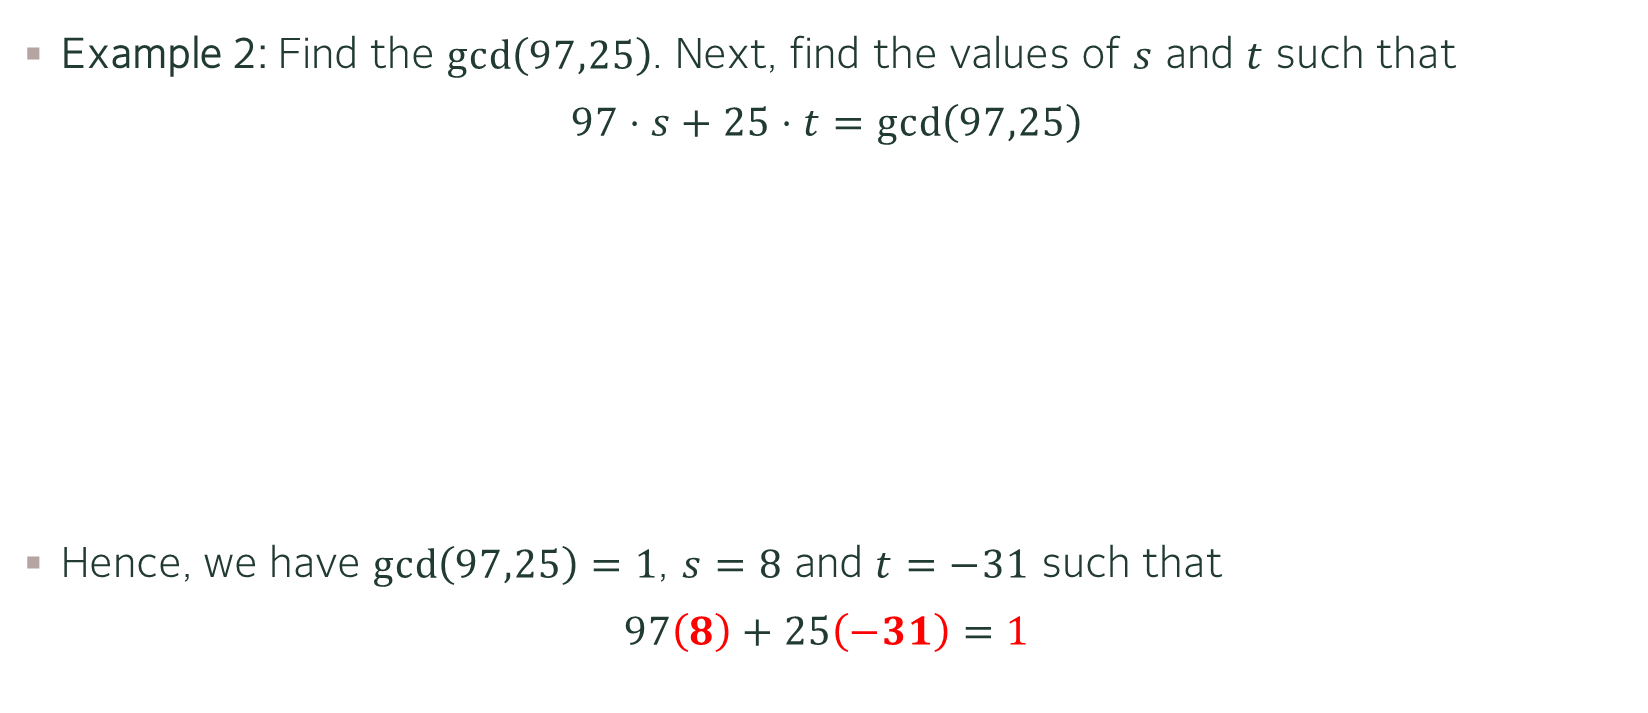 ▪ Example 2: Find the gcd(97,25). Next, find the values of s and t such that
97 · s + 25 · t = gcd(97,25)
▪ Hence, we have gcd(97,25) = 1, s = 8 and t = −31 such that
97(8) + 25(−31) = 1